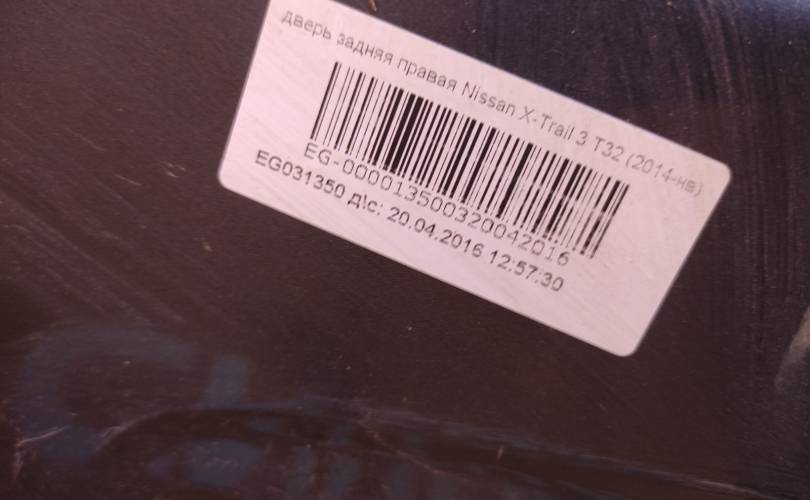 дверь задняя правая Nissan X-Trail 3 T32 (2014-нв)
EG-000013500320042016
EG031350 д\с: 20.04.2016 12:57:30